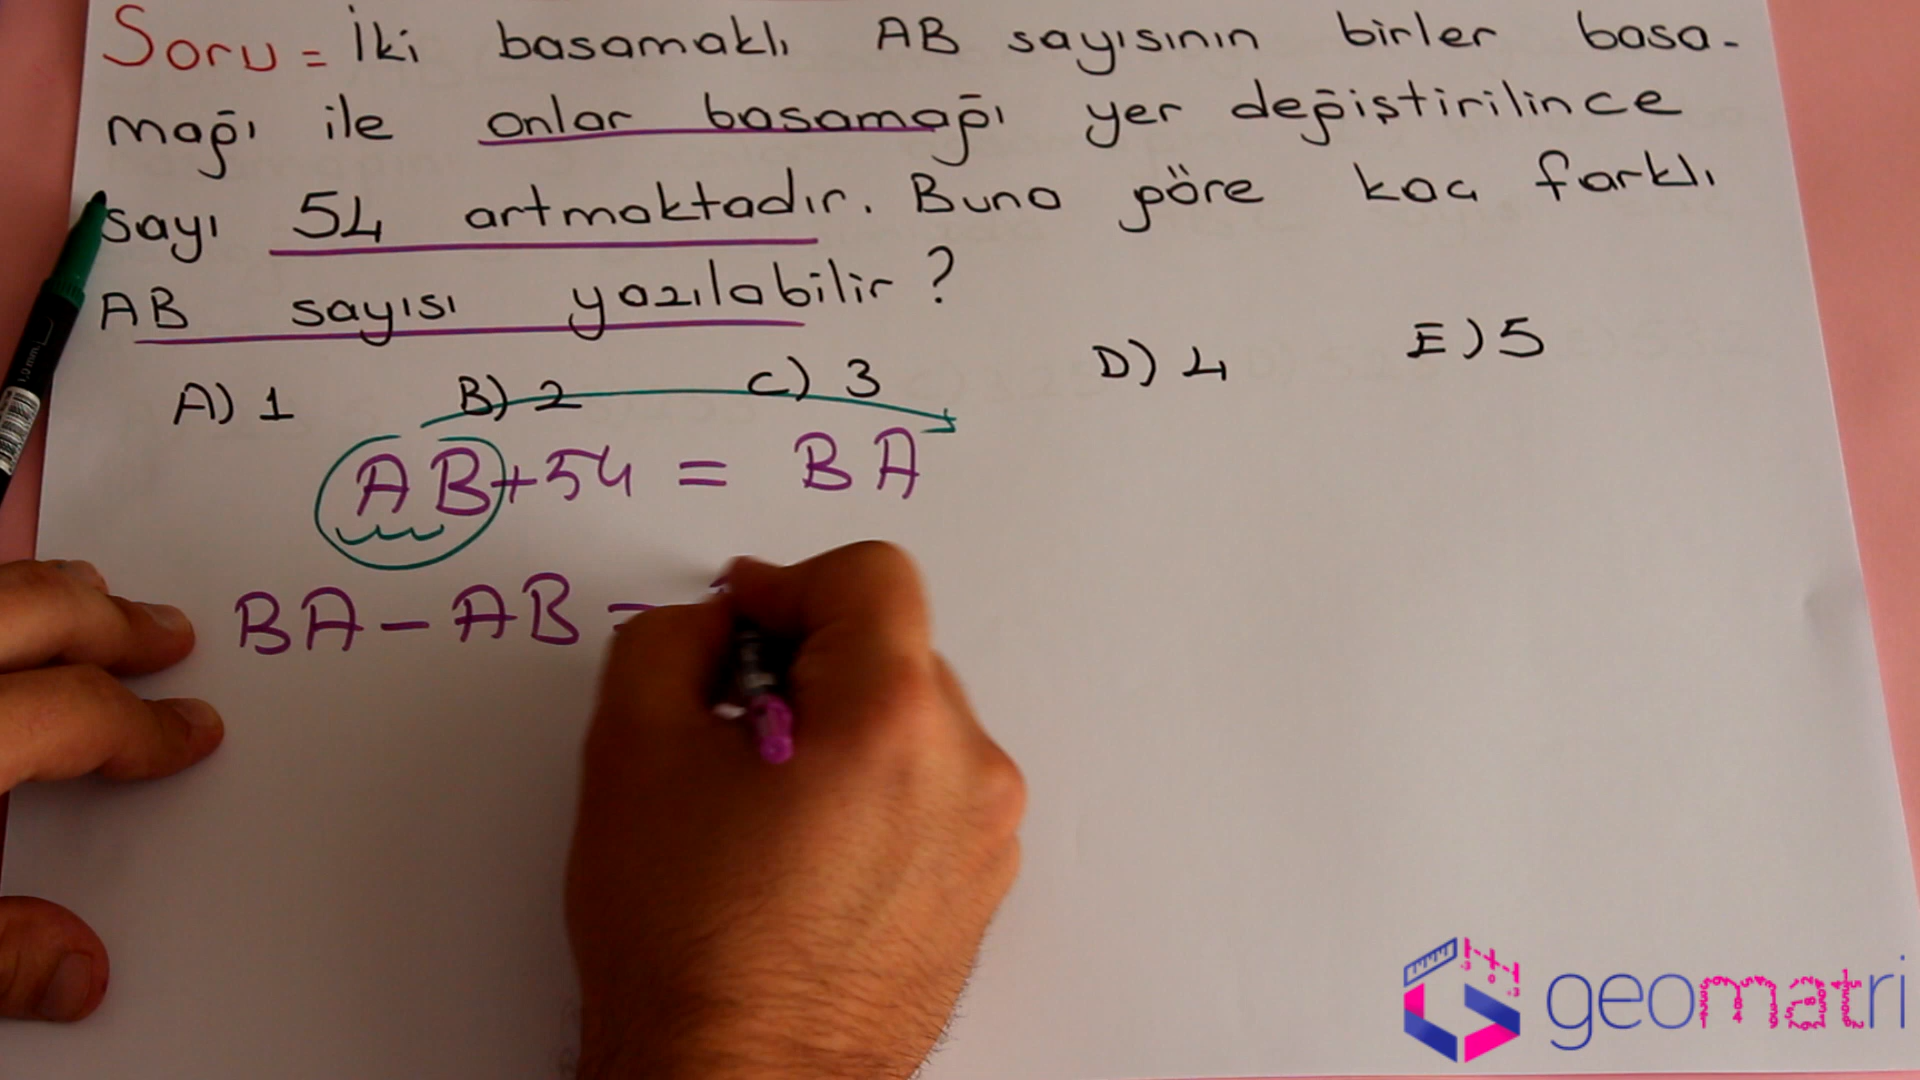 Soru = İki basamaklı AB sayısının birler basa-
mağı ile onlar basamağı yer değiştirilince
sayı 54 artmaktadır. Buna göre kaç farklı
AB sayısı yazılabilir?
A) 1 B) 2 C) 3 D) 4 E) 5
AB+54 = BA
BA-AB =
geomatri